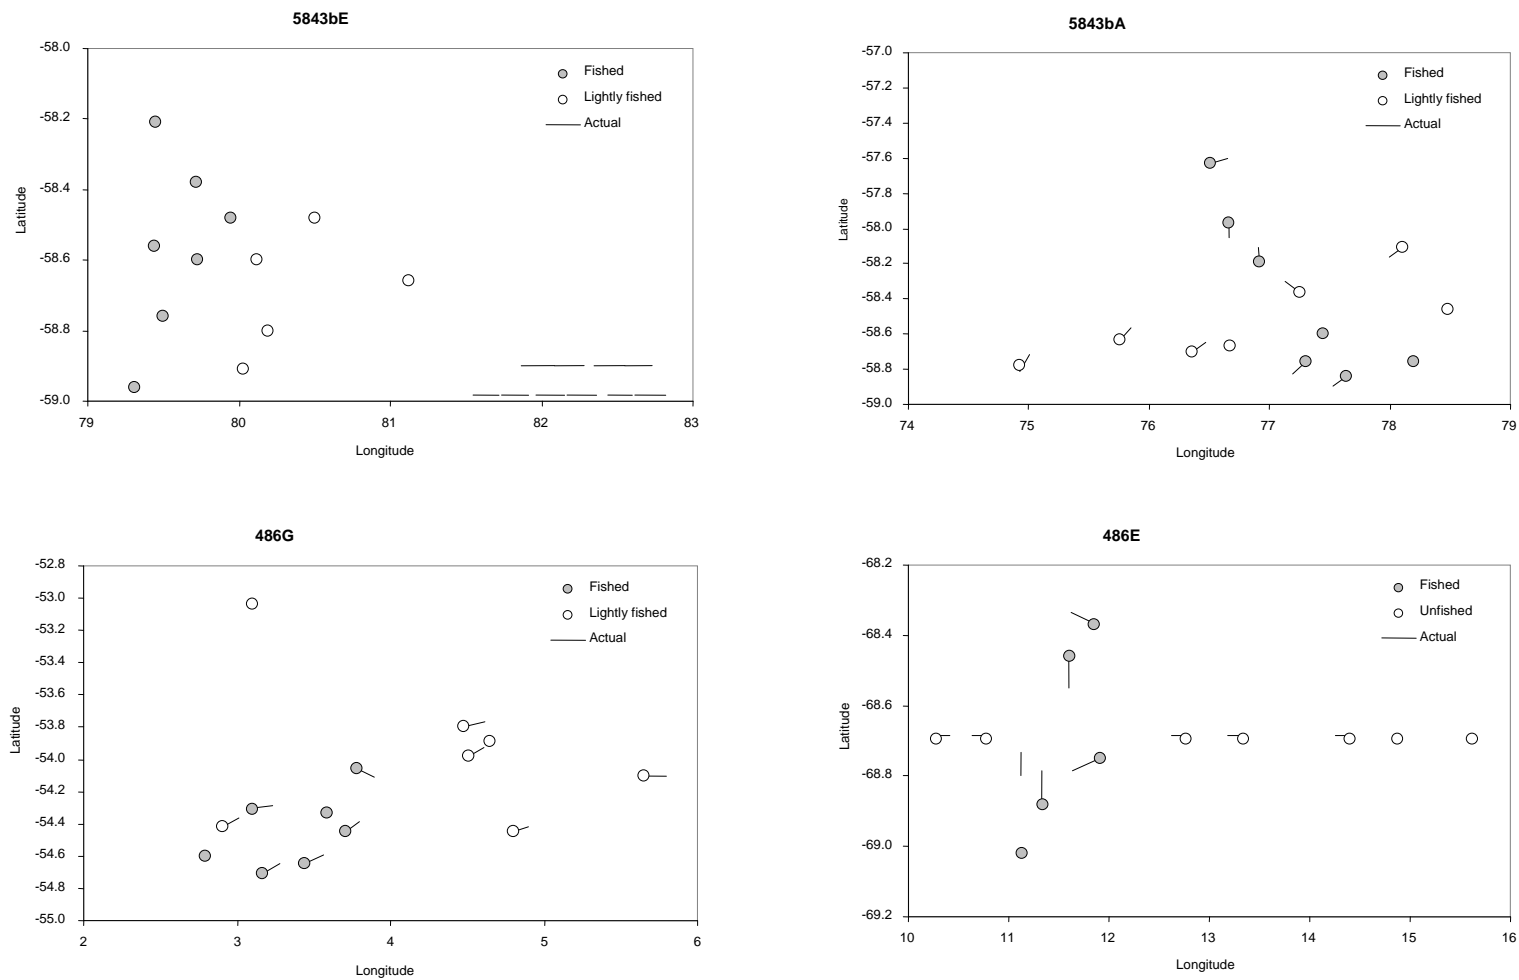 5843bE
-58.0
-58.2
-58.4
-58.6
-58.8
-59.0
79
80
81
82
83
Longitude
Latitude
Fished
Lightly fished
Actual
5843bA
-57.0
-57.2
-57.4
-57.6
-57.8
-58.0
-58.2
-58.4
-58.6
-58.8
-59.0
74
75
76
77
78
79
Longitude
Latitude
Fished
Lightly fished
Actual
486G
-52.8
-53.0
-53.2
-53.4
-53.6
-53.8
-54.0
-54.2
-54.4
-54.6
-54.8
-55.0
2
3
4
5
6
Longitude
Latitude
Fished
Lightly fished
Actual
486E
-68.2
-68.4
-68.6
-68.8
-69.0
-69.2
10
11
12
13
14
15
16
Longitude
Latitude
Fished
Unfished
Actual